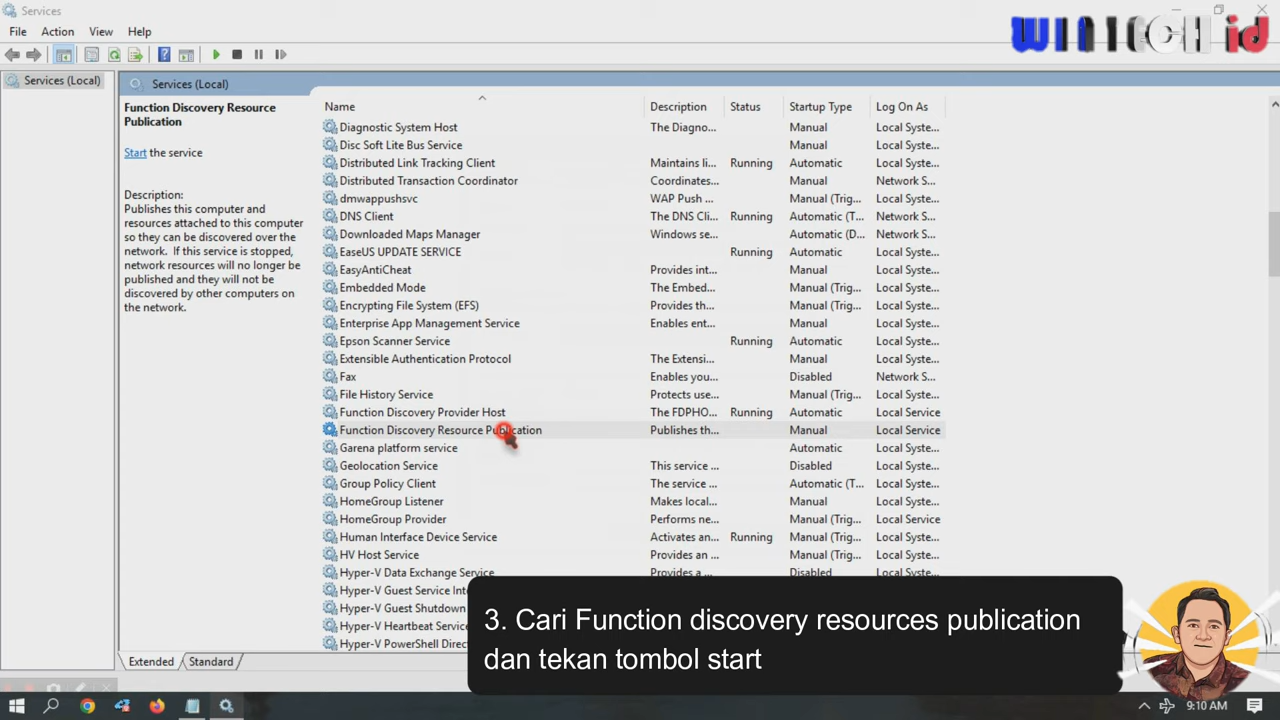 Services
WINTECH id
File Action View Help
Services (Local)
Services (Local)
Function Discovery Resource
Publication
Start the service
Description:
Publishes this computer and
resources attached to this computer
so they can be discovered over the
network. If this service is stopped,
network resources will no longer be
published and they will not be
discovered by other computers on
the network.
Name Description Status Startup Type Log On As
Diagnostic System Host The Diagno... Manual Local Syste...
Disc Soft Lite Bus Service Manual Local Syste...
Distributed Link Tracking Client Maintains li... Running Automatic Local Syste...
Distributed Transaction Coordinator Coordinates... Manual Network S...
dmwappushsvc WAP Push ... Manual (Trig... Local Syste...
DNS Client The DNS Cli... Running Automatic (T... Network S...
Downloaded Maps Manager Windows se... Automatic (D... Network S...
EaseUS UPDATE SERVICE Running Automatic Local Syste...
EasyAntiCheat Provides int... Manual Local Syste...
Embedded Mode The Embed... Manual (Trig... Local Syste...
Encrypting File System (EFS) Provides th... Manual (Trig... Local Syste...
Enterprise App Management Service Enables ent... Manual Local Syste...
Epson Scanner Service Running Automatic Local Syste...
Extensible Authentication Protocol The Extensi... Manual Local Syste...
Fax Enables you... Disabled Network S...
File History Service Protects use... Manual (Trig... Local Syste...
Function Discovery Provider Host The FDPHO... Running Automatic Local Service
Function Discovery Resource Publication Publishes th... Manual Local Service
Garena platform service Automatic Local Syste...
Geolocation Service This service ... Disabled Local Syste...
Group Policy Client The service ... Automatic (T... Local Syste...
HomeGroup Listener Makes local... Manual Local Syste...
HomeGroup Provider Performs ne... Manual (Trig... Local Service
Human Interface Device Service Activates an... Running Manual (Trig... Local Syste...
HV Host Service Provides an ... Manual (Trig... Local Syste...
Hyper-V Data Exchange Service Provides a ... Disabled Local Syste...
Hyper-V Guest Service Int
Hyper-V Guest Shutdown
Hyper-V Heartbeat Service
Hyper-V PowerShell Direc
3. Cari Function discovery resources publication
dan tekan tombol start
Extended Standard
9:10 AM